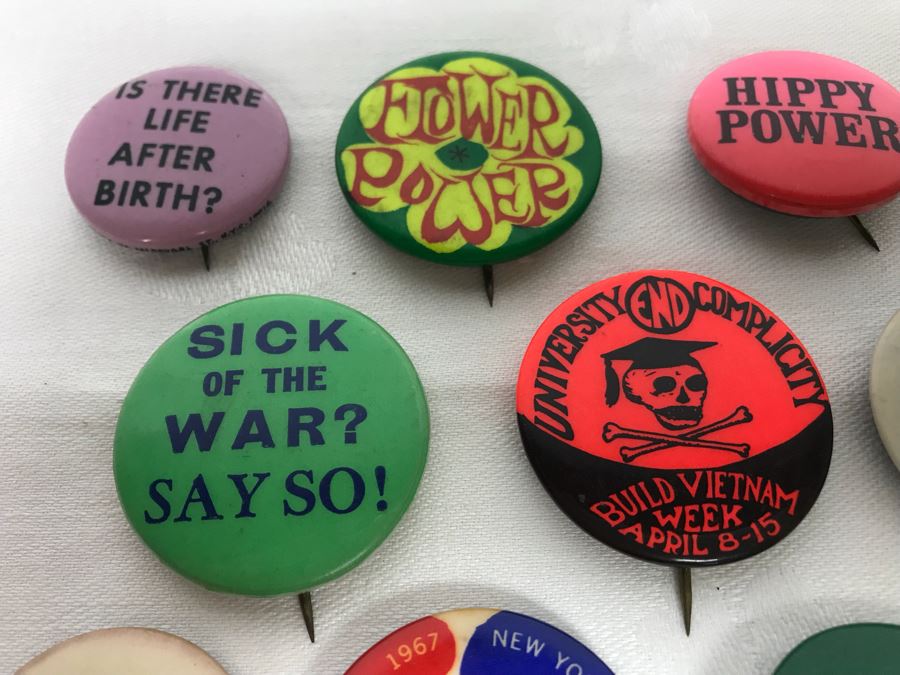 IS THERE
LIFE
AFTER
BIRTH?
FLOWER
POWER
HIPPY
POWER
SICK
OF THE
WAR?
SAY SO!
UNIVERSITY END COMPLICITY
BUILD VIETNAM
WEEK
APRIL 8-15
1967
NEW YO